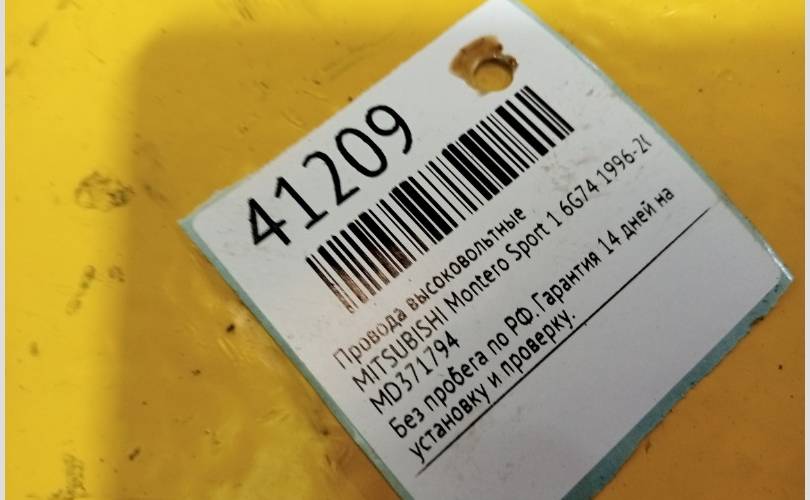 41209
Провода высоковольтные
MITSUBISHI Montero Sport 1 6G74 1996-2
MD371794
Без пробега по РФ.Гарантия 14 дней на
установку и проверку.